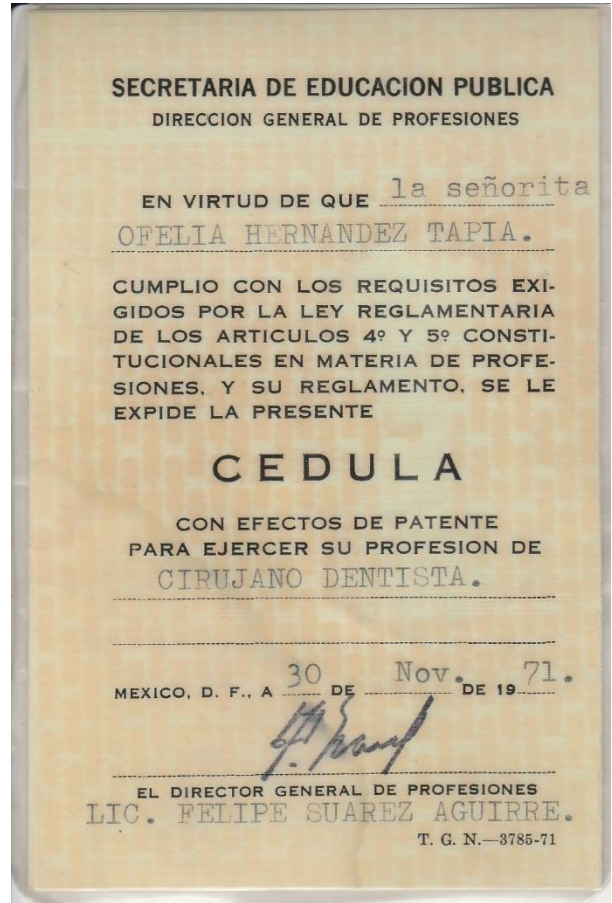 SECRETARIA DE EDUCACION PUBLICA
DIRECCION GENERAL DE PROFESIONES
EN VIRTUD DE QUE la señorita
OFELIA HERNANDEZ TAPIA.
CUMPLIO CON LOS REQUISITOS EXI-
GIDOS POR LA LEY REGLAMENTARIA
DE LOS ARTICULOS 4º Y 5º CONSTI-
TUCIONALES EN MATERIA DE PROFE-
SIONES, Y SU REGLAMENTO, SE LE
EXPIDE LA PRESENTE
CEDULA
CON EFECTOS DE PATENTE
PARA EJERCER SU PROFESION DE
CIRUJANO DENTISTA.
MEXICO, D. F., A 30 DE Nov. DE 19 71.
EL DIRECTOR GENERAL DE PROFESIONES
LIC. FELIPE SUAREZ AGUIRRE.
T. G. N.—3785-71